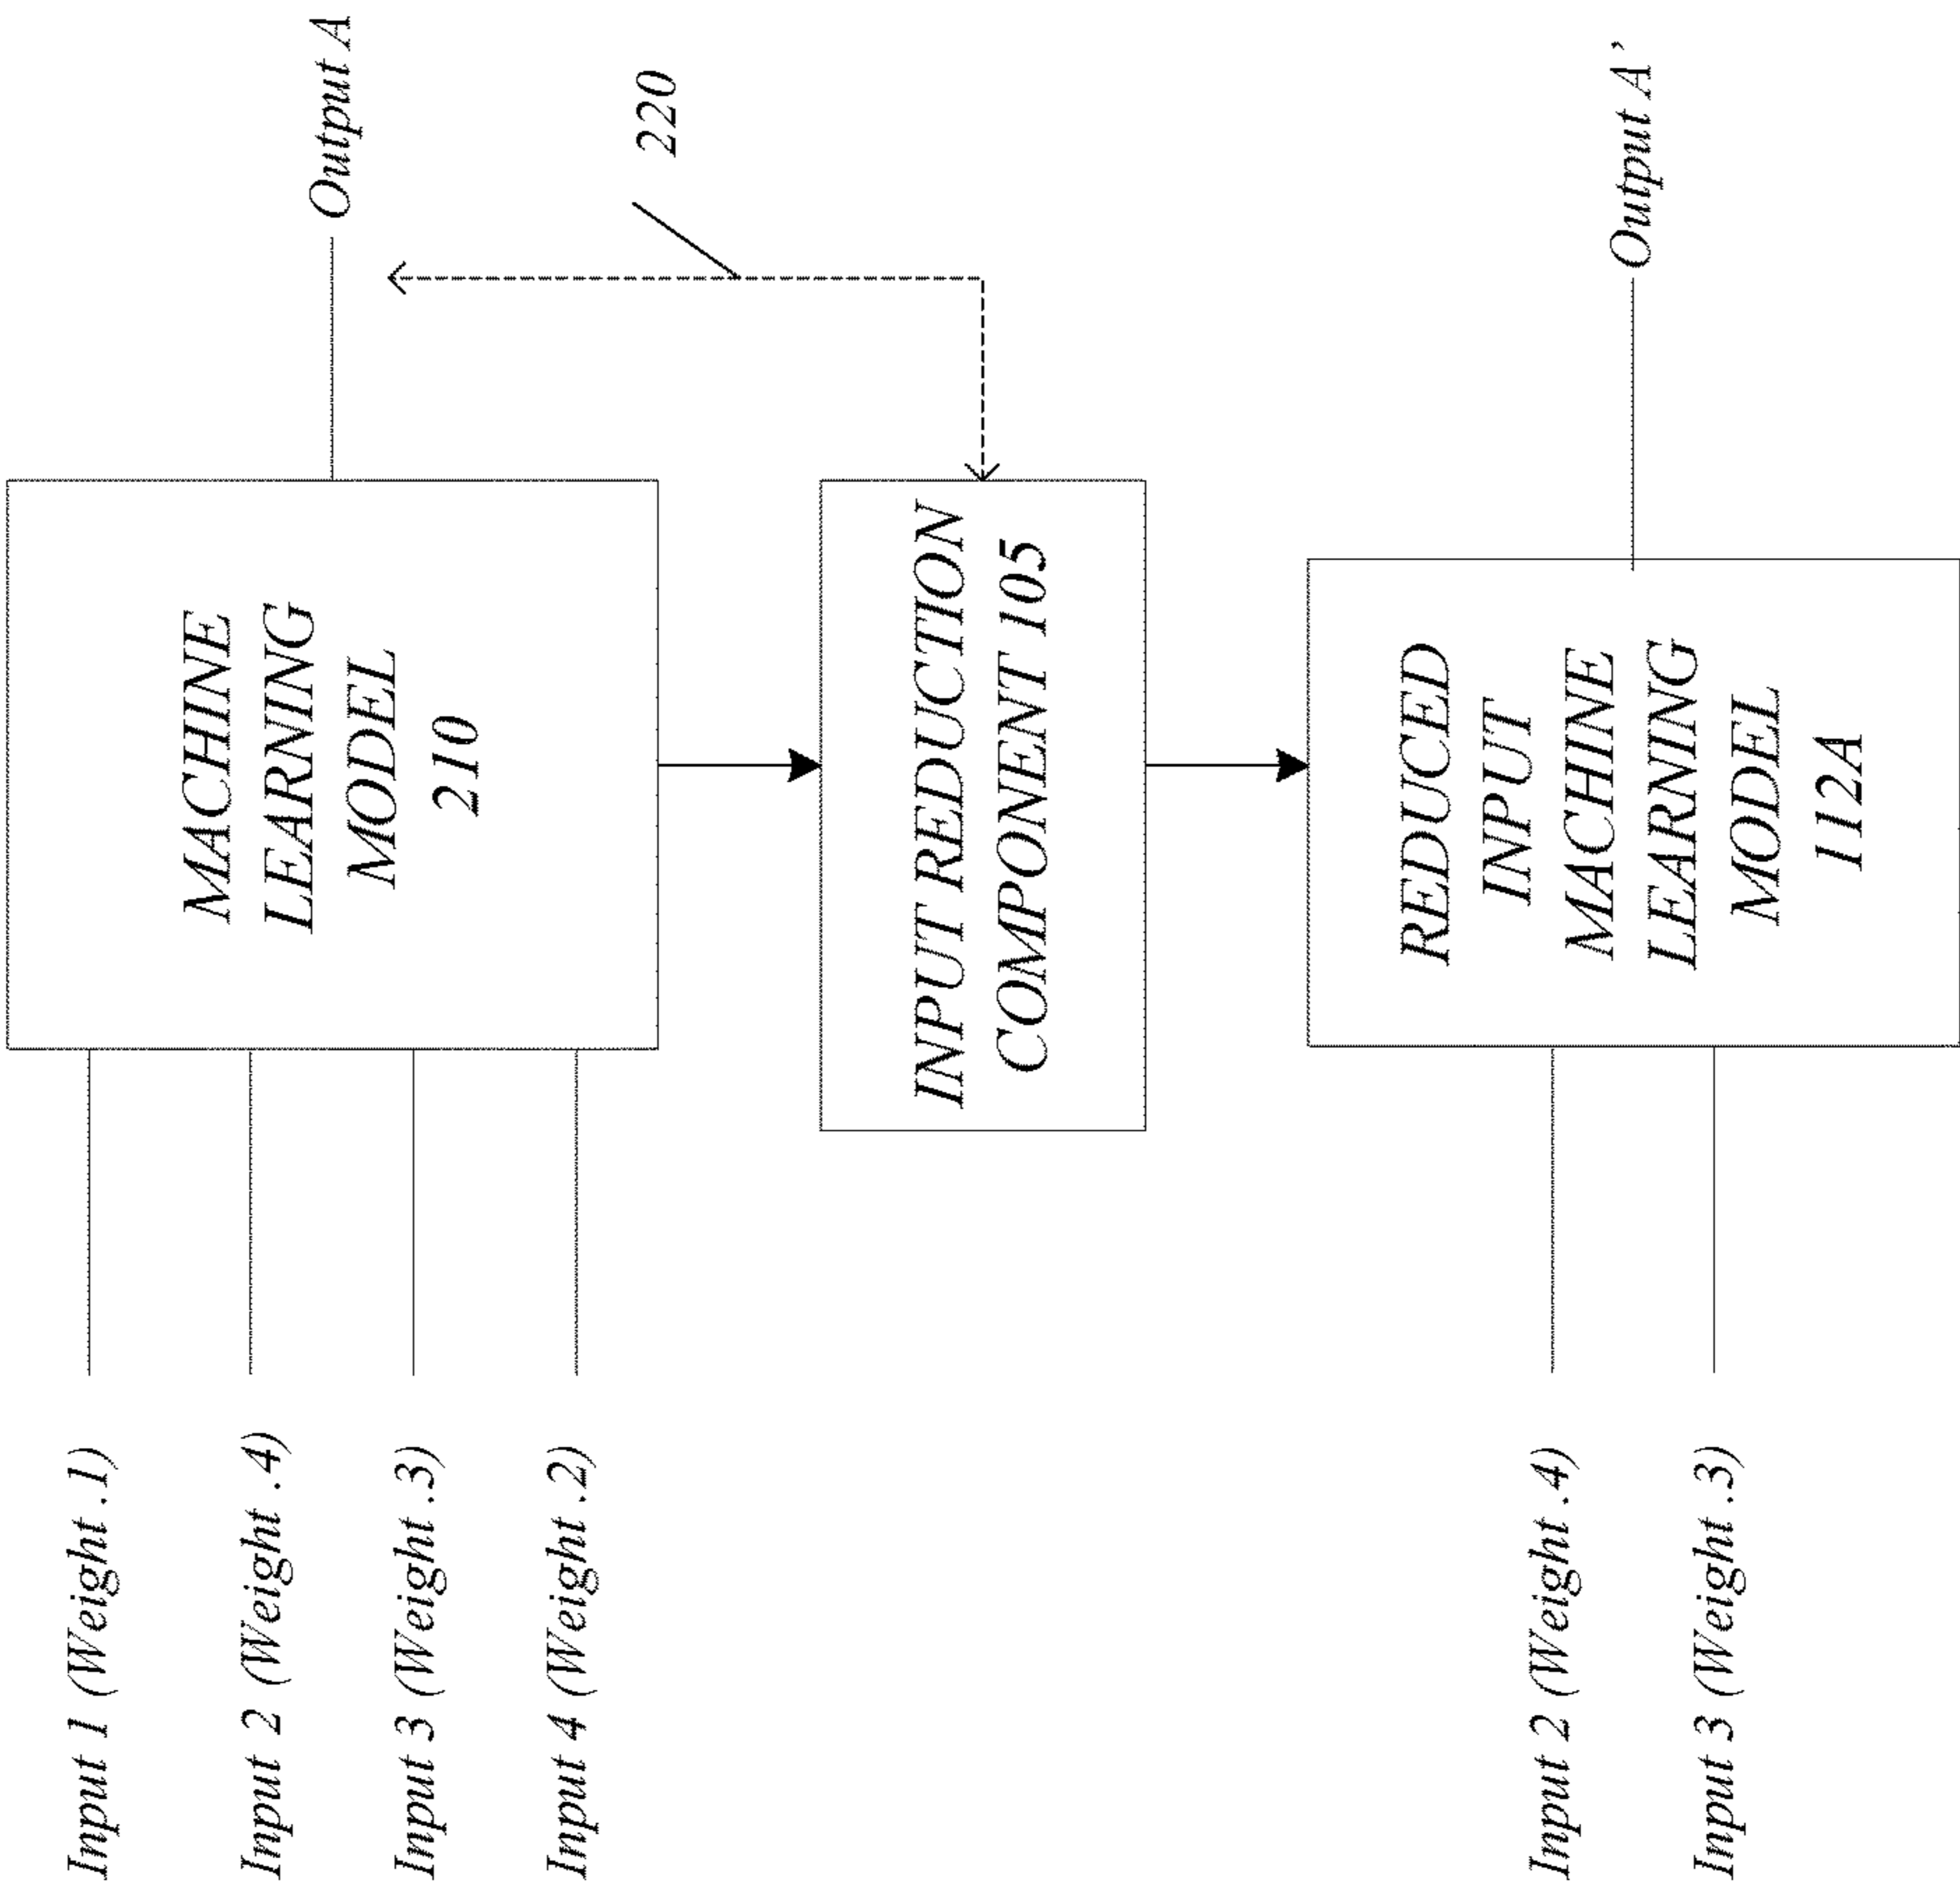 Input 1 (Weight .1)
Input 2 (Weight .4)
Input 3 (Weight .3)
Input 4 (Weight .2)
MACHINE
LEARNING
MODEL
210
Output A
220
INPUT REDUCTION
COMPONENT 105
Input 2 (Weight .4)
Input 3 (Weight .3)
REDUCED
INPUT
MACHINE
LEARNING
MODEL
112A
Output A’